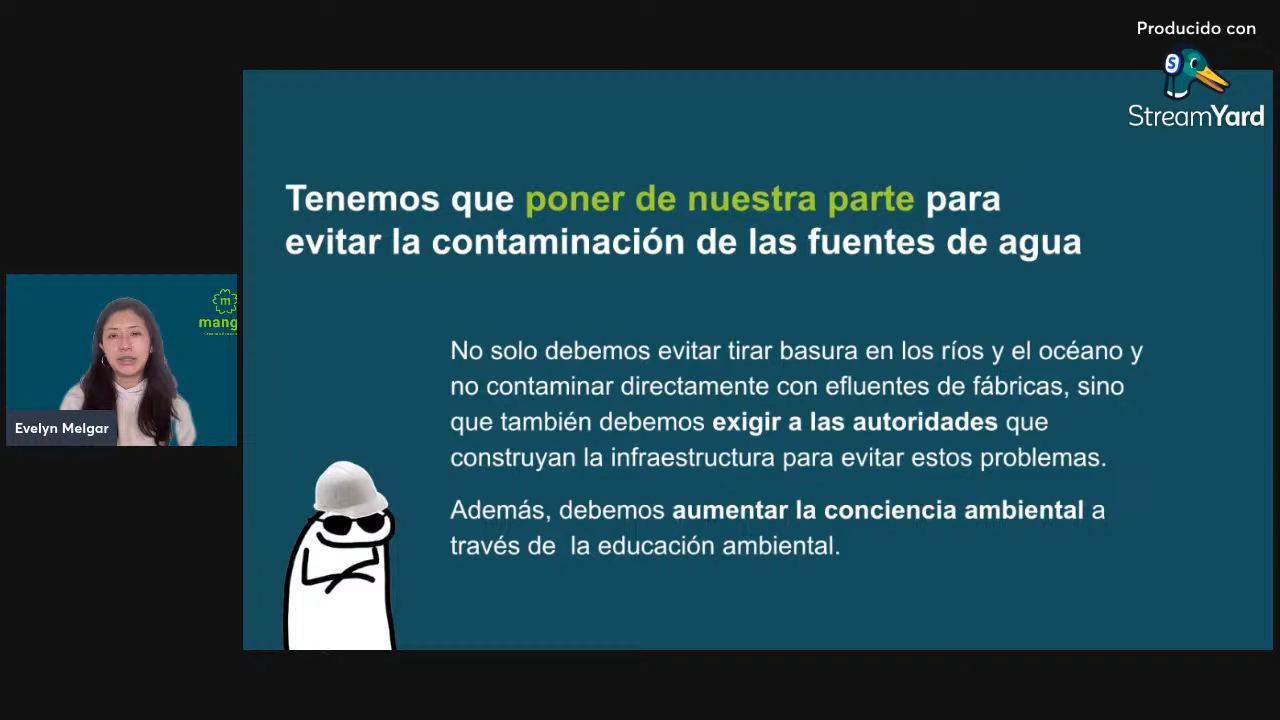 Producido con
StreamYard
Tenemos que poner de nuestra parte para
evitar la contaminación de las fuentes de agua
m
mang
Evelyn Melgar
No solo debemos evitar tirar basura en los ríos y el océano y
no contaminar directamente con efluentes de fábricas, sino
que también debemos exigir a las autoridades que
construyan la infraestructura para evitar estos problemas.
Además, debemos aumentar la conciencia ambiental a
través de  la educación ambiental.